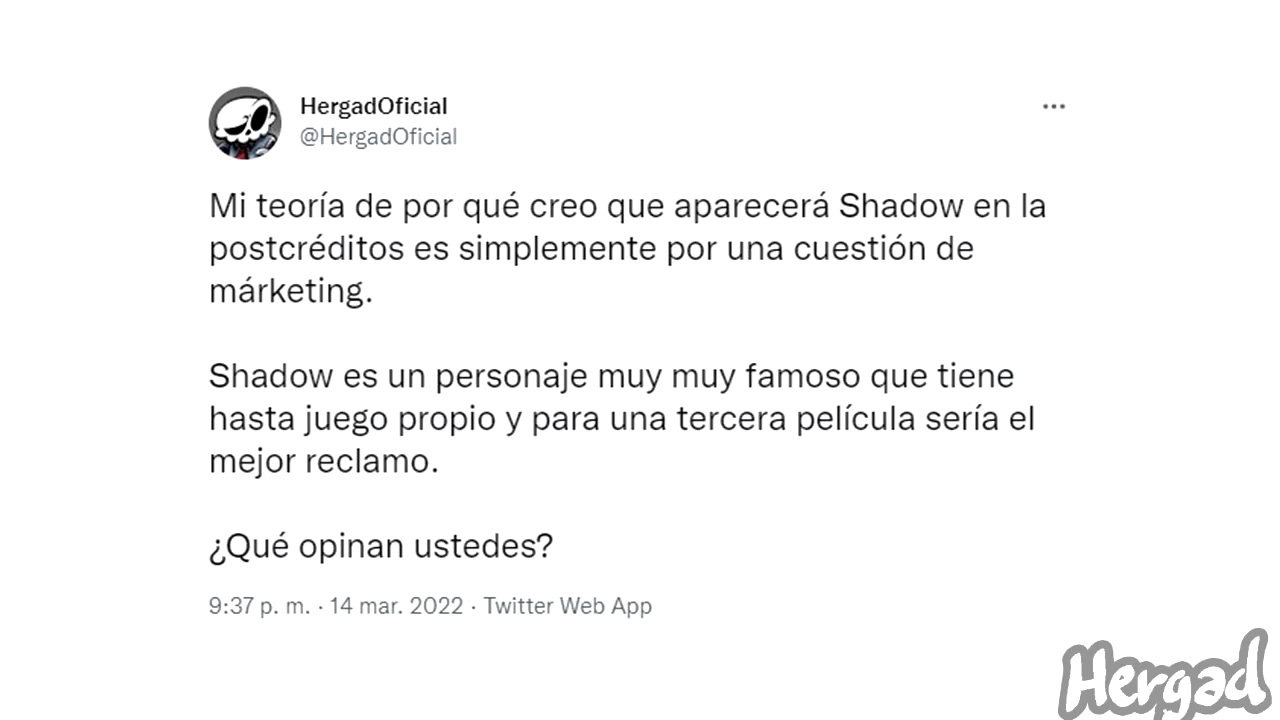 HergadOficial
@HergadOficial
Mi teoría de por qué creo que aparecerá Shadow en la
postcréditos es simplemente por una cuestión de
márketing.
Shadow es un personaje muy muy famoso que tiene
hasta juego propio y para una tercera película sería el
mejor reclamo.
¿Qué opinan ustedes?
9:37 p. m. · 14 mar. 2022 · Twitter Web App
Hergad